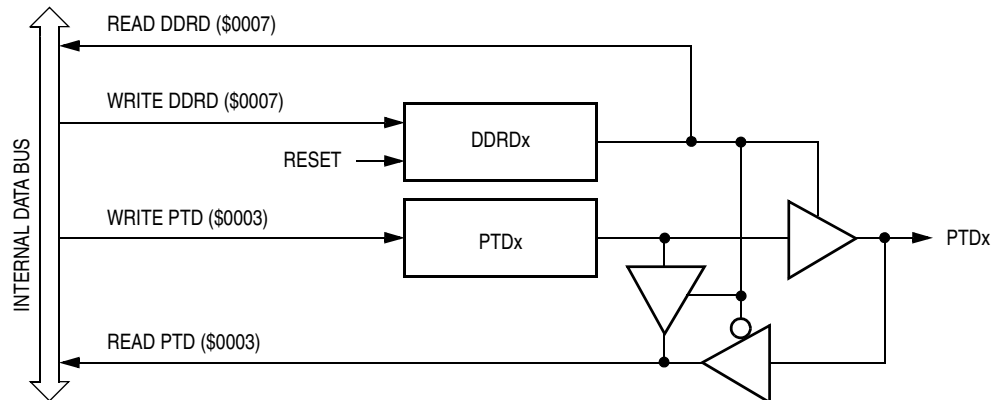 READ DDRD ($0007)
WRITE DDRD ($0007)
DDRDx
RESET
WRITE PTD ($0003)
PTDx
PTDx
INTERNAL DATA BUS
READ PTD ($0003)